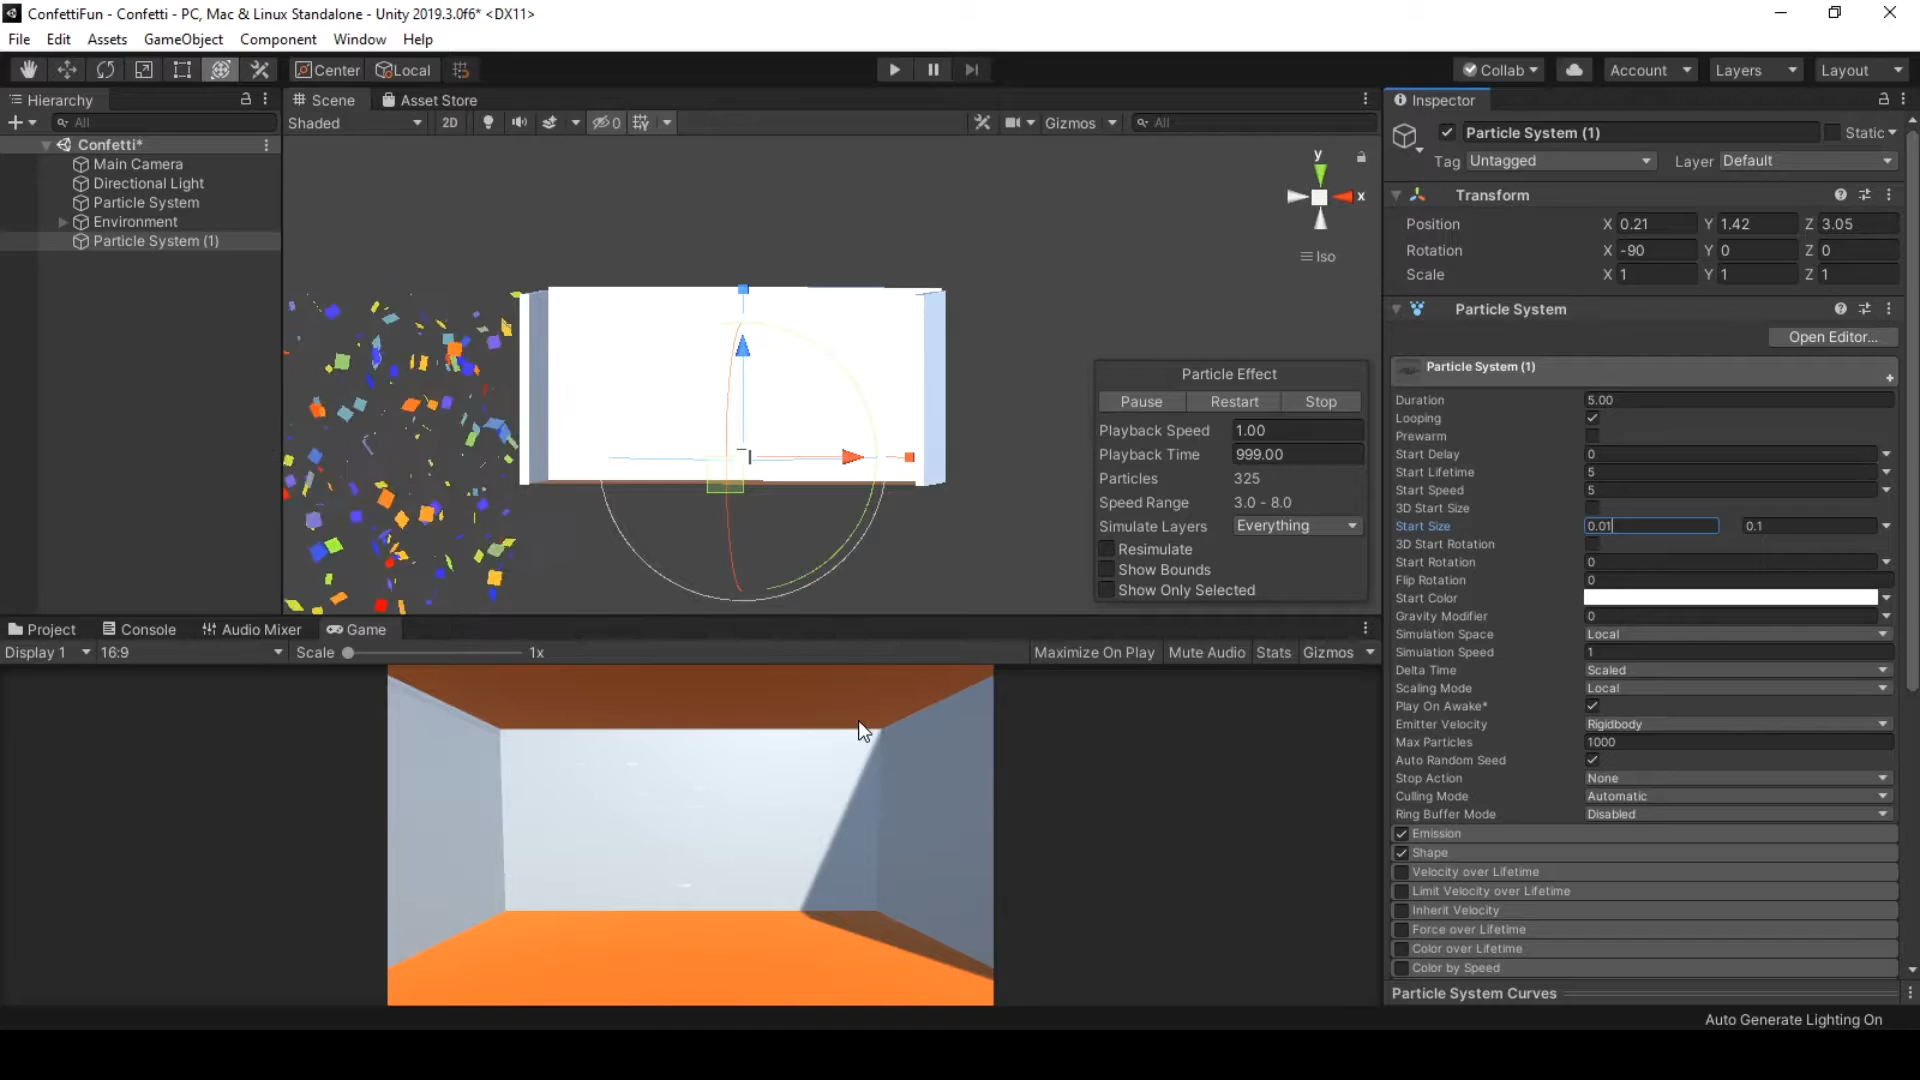 ConfettiFun - Confetti - PC, Mac & Linux Standalone - Unity 2019.3.0f6* <DX11>
File Edit Assets GameObject Component Window Help
Center Local Collab Account Layers Layout
Hierarchy
All
Confetti*
Main Camera
Directional Light
Particle System
Environment
Particle System (1)
Scene Asset Store
Shaded 2D 0 Gizmos All
y
x
Iso
Particle Effect
Pause Restart Stop
Playback Speed 1.00
Playback Time 999.00
Particles 325
Speed Range 3.0 - 8.0
Simulate Layers Everything
Resimulate
Show Bounds
Show Only Selected
Project Console Audio Mixer Game
Display 1 16:9 Scale 1x Maximize On Play Mute Audio Stats Gizmos
Inspector
Particle System (1) Static
Tag Untagged Layer Default
Transform
Position X 0.21 Y 1.42 Z 3.05
Rotation X -90 Y 0 Z 0
Scale X 1 Y 1 Z 1
Particle System
Open Editor...
Particle System (1)
Duration 5.00
Looping
Prewarm
Start Delay 0
Start Lifetime 5
Start Speed 5
3D Start Size
Start Size 0.01 0.1
3D Start Rotation
Start Rotation 0
Flip Rotation 0
Start Color
Gravity Modifier 0
Simulation Space Local
Simulation Speed 1
Delta Time Scaled
Scaling Mode Local
Play On Awake*
Emitter Velocity Rigidbody
Max Particles 1000
Auto Random Seed
Stop Action None
Culling Mode Automatic
Ring Buffer Mode Disabled
Emission
Shape
Velocity over Lifetime
Limit Velocity over Lifetime
Inherit Velocity
Force over Lifetime
Color over Lifetime
Color by Speed
Particle System Curves
Auto Generate Lighting On